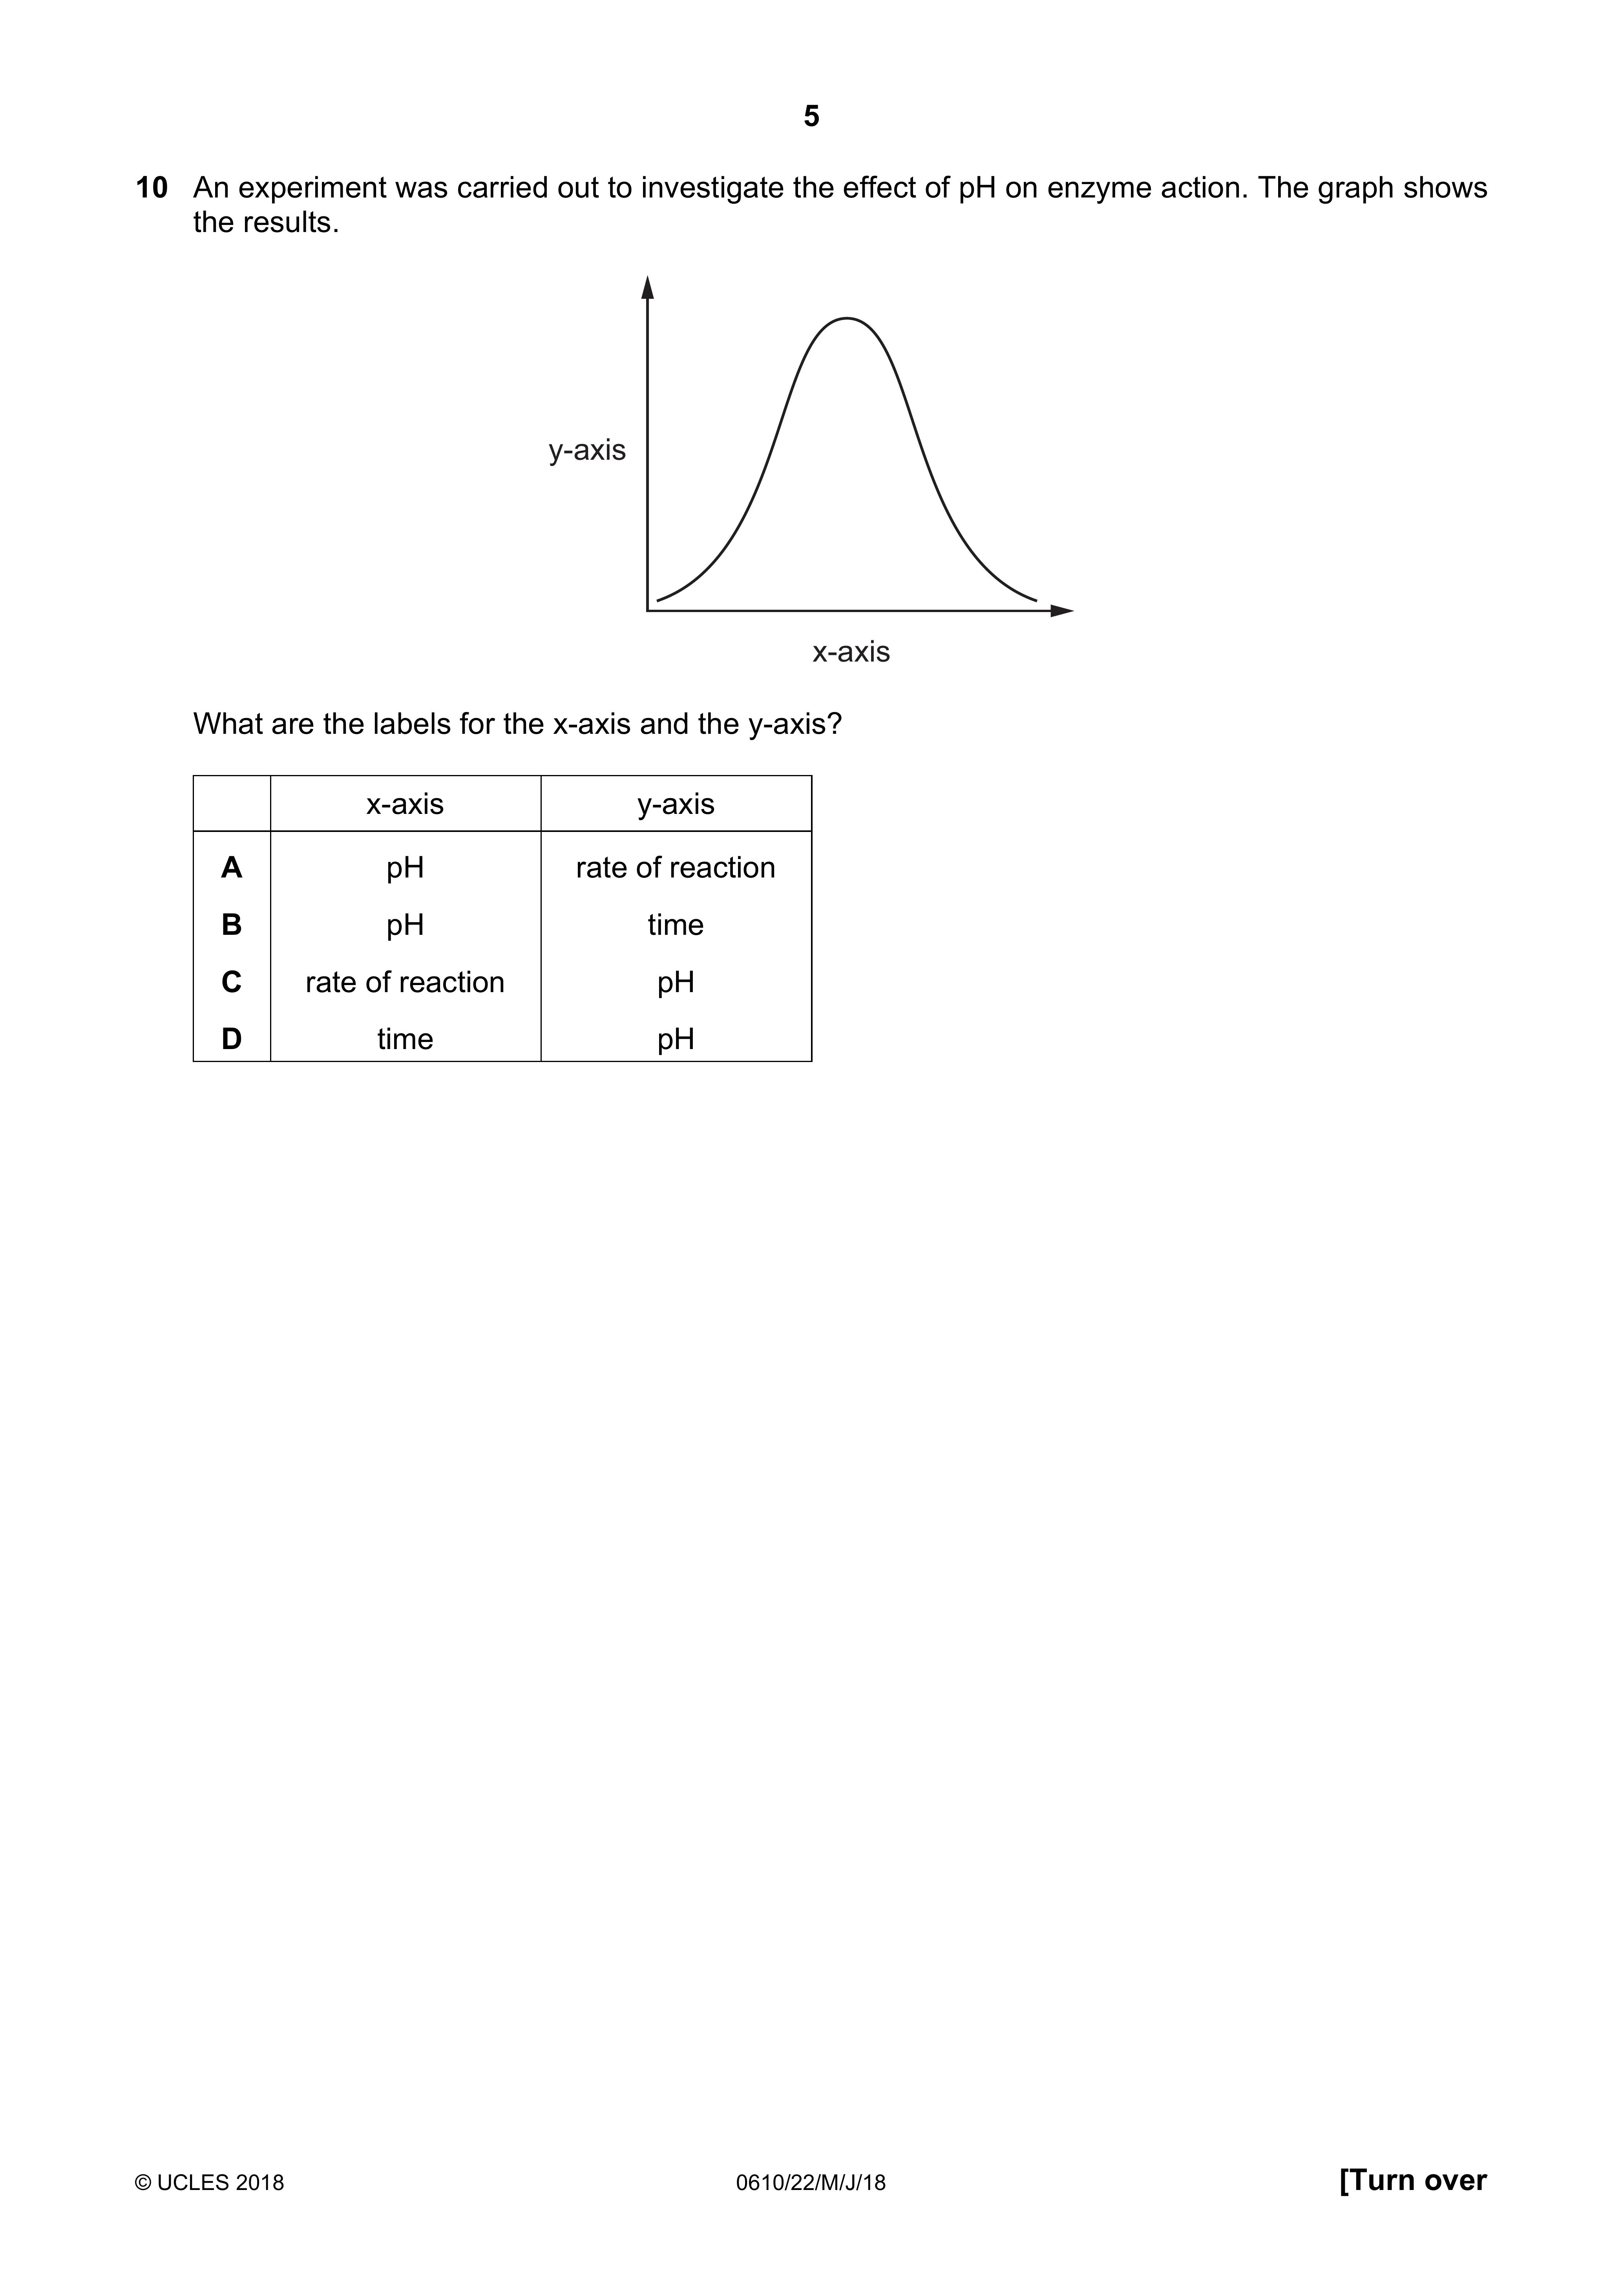 5
10 An experiment was carried out to investigate the effect of pH on enzyme action. The graph shows
the results.
y-axis
x-axis
What are the labels for the x-axis and the y-axis?
x-axis y-axis
A pH rate of reaction
B pH time
C rate of reaction pH
D time pH
© UCLES 2018 0610/22/M/J/18 [Turn over